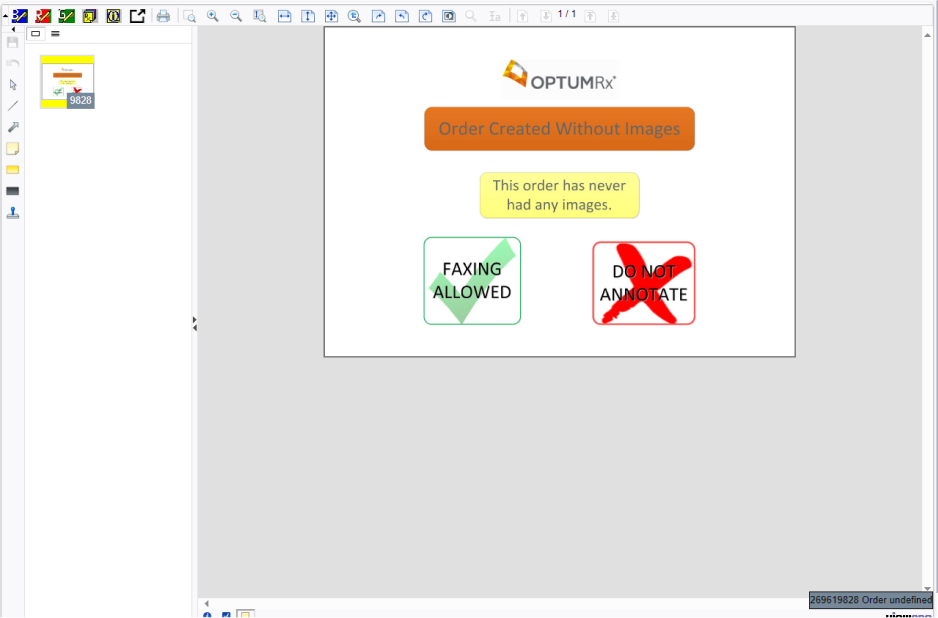 1 / 1
9828
OPTUMRx®
Order Created Without Images
This order has never
had any images.
FAXING
ALLOWED
DO NOT
ANNOTATE
269619828 Order undefined